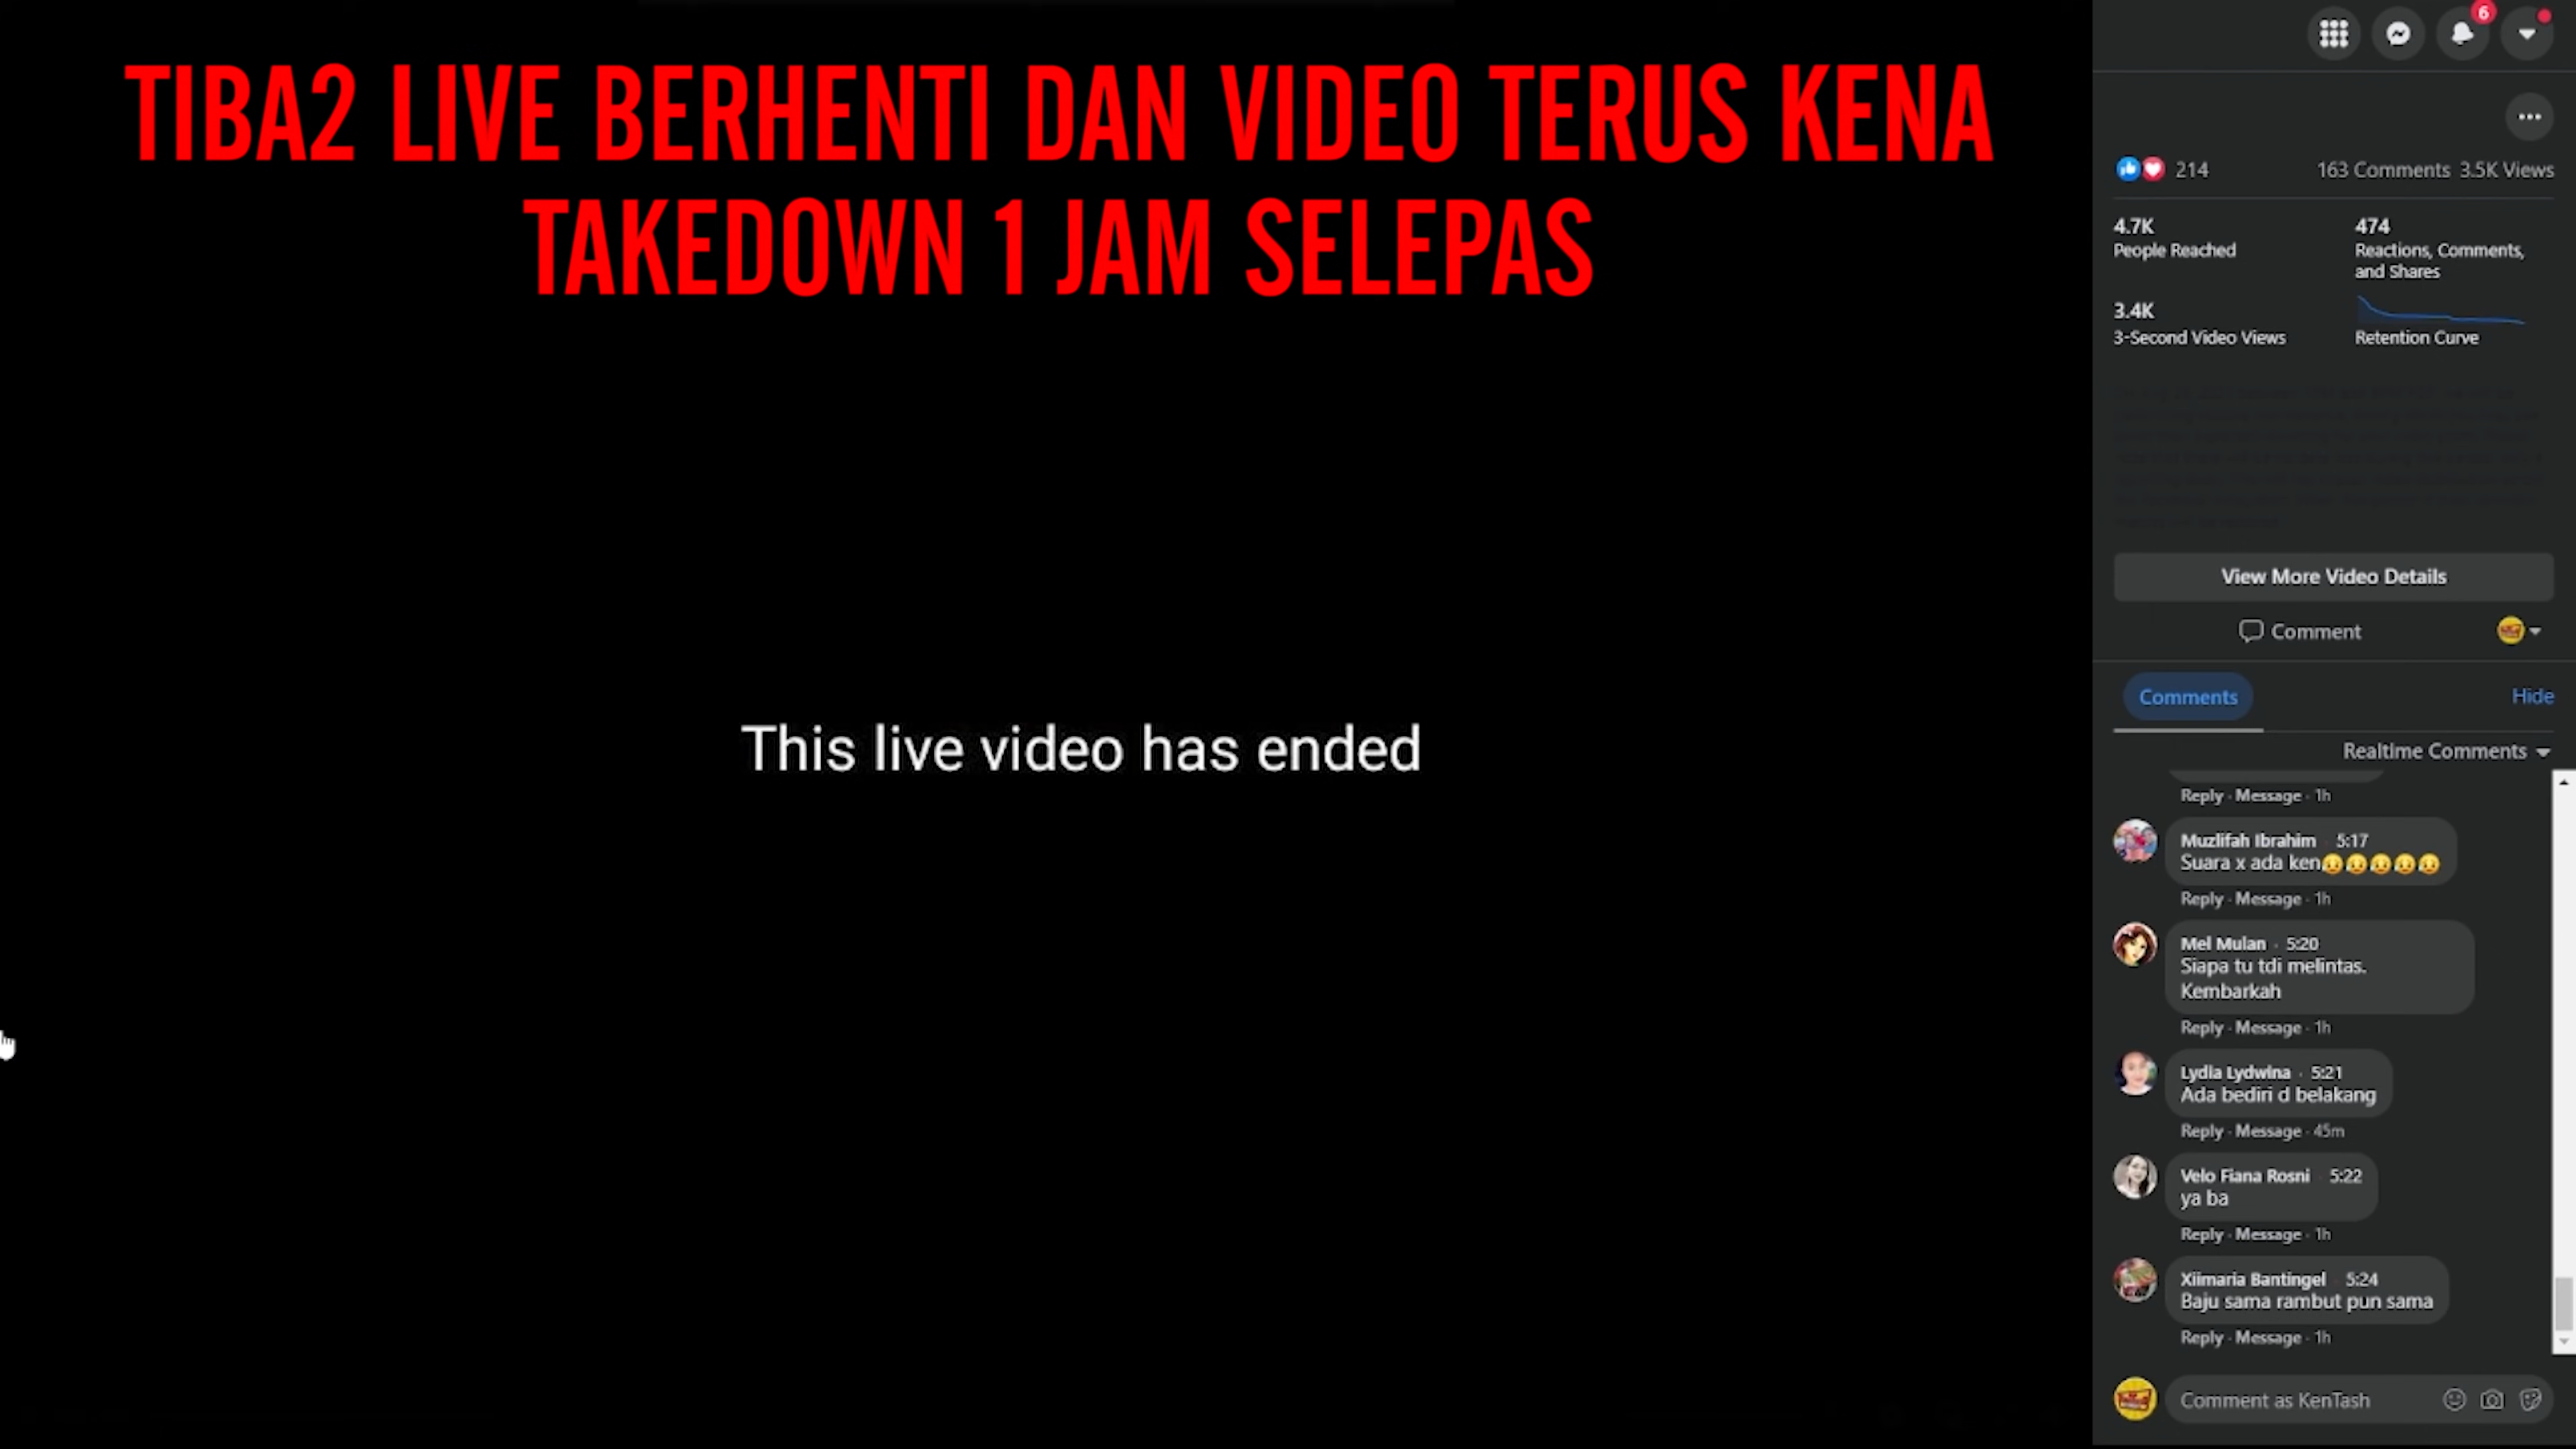 TIBA2 LIVE BERHENTI DAN VIDEO TERUS KENA
TAKEDOWN 1 JAM SELEPAS
This live video has ended
6
214
163 Comments 3.5K Views
4.7K
People Reached
474
Reactions, Comments,
and Shares
3.4K
3-Second Video Views
Retention Curve
View More Video Details
Comment
Comments
Hide
Realtime Comments
Reply · Message · 1h
Muzlifah Ibrahim · 5:17
Suara x ada ken😥😥😥😥😥
Reply · Message · 1h
Mel Mulan · 5:20
Siapa tu tdi melintas.
Kembarkah
Reply · Message · 1h
Lydia Lydwina · 5:21
Ada bediri d belakang
Reply · Message · 45m
Velo Fiana Rosni · 5:22
ya ba
Reply · Message · 1h
Xiimaria Bantingel · 5:24
Baju sama rambut pun sama
Reply · Message · 1h
Comment as KenTash